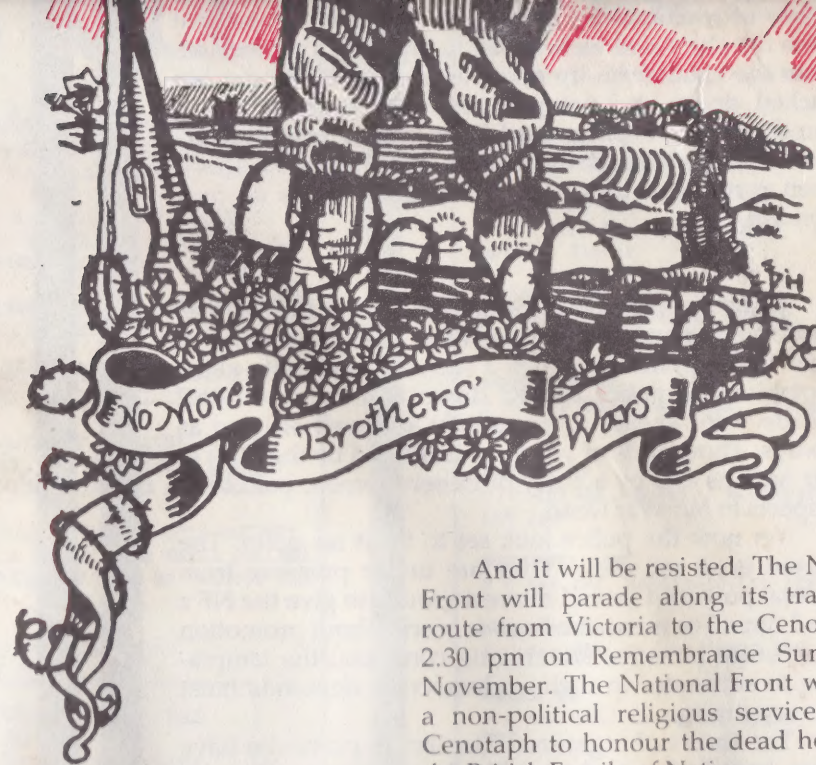 No More Brothers' Wars
And it will be resisted. The N
Front will parade along its tra
route from Victoria to the Ceno
2.30 pm on Remembrance Sun
November. The National Front w
a non-political religious service
Cenotaph to honour the dead he